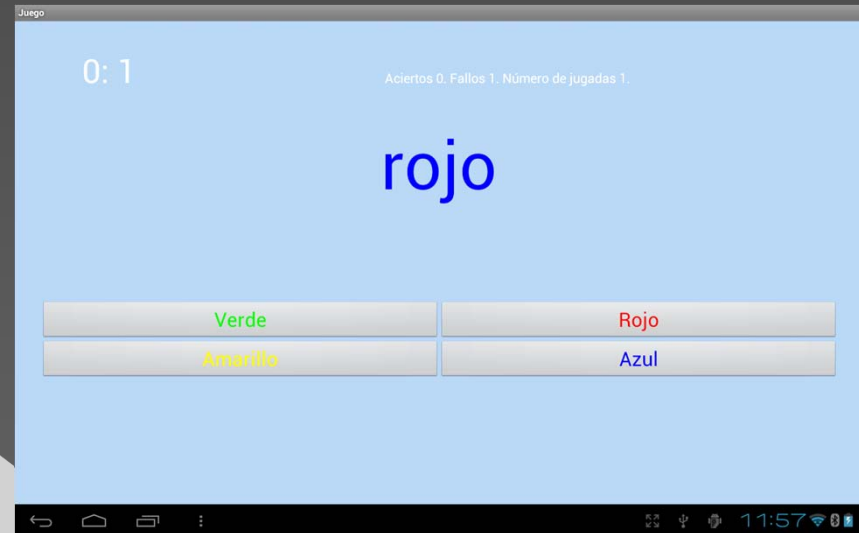 Juego
0: 1
Aciertos 0. Fallos 1. Número de jugadas 1.
rojo
Verde
Rojo
Amarillo
Azul
11:57